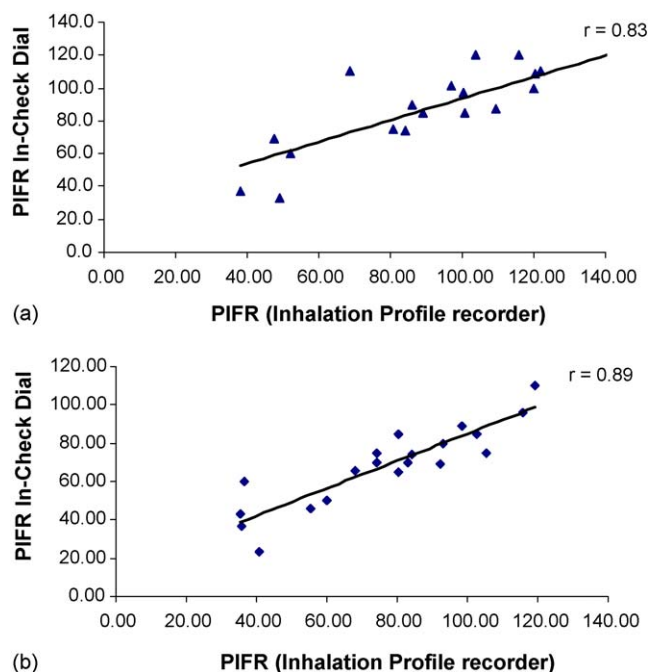 r = 0.83
PIFR In-Check Dial
140.0
120.0
100.0
80.0
60.0
40.0
20.0
0.0
0.00 20.00 40.00 60.00 80.00 100.00 120.00 140.00
PIFR (Inhalation Profile recorder)
(a)
r = 0.89
PIFR In-Check Dial
120.00
100.00
80.00
60.00
40.00
20.00
0.00
0.00 20.00 40.00 60.00 80.00 100.00 120.00 140.00
PIFR (Inhalation Profile recorder)
(b)